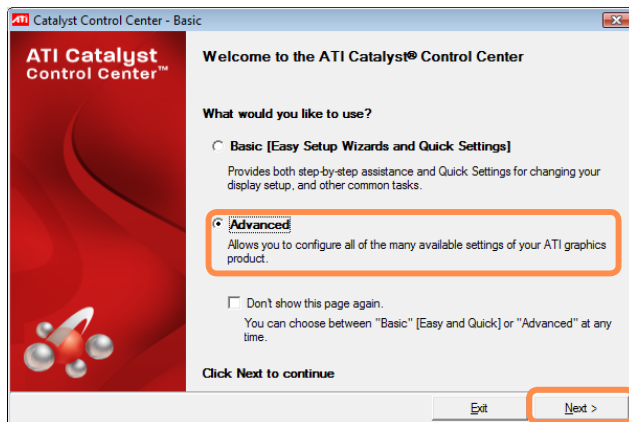 ATI Catalyst Control Center - Basic
ATI Catalyst
Control Center™
Welcome to the ATI Catalyst® Control Center
What would you like to use?
Basic [Easy Setup Wizards and Quick Settings]
Provides both step-by-step assistance and Quick Settings for changing your
display setup, and other common tasks.
Advanced
Allows you to configure all of the many available settings of your ATI graphics
product.
Don't show this page again.
You can choose between "Basic" [Easy and Quick] or "Advanced" at any
time.
Click Next to continue
Exit
Next >